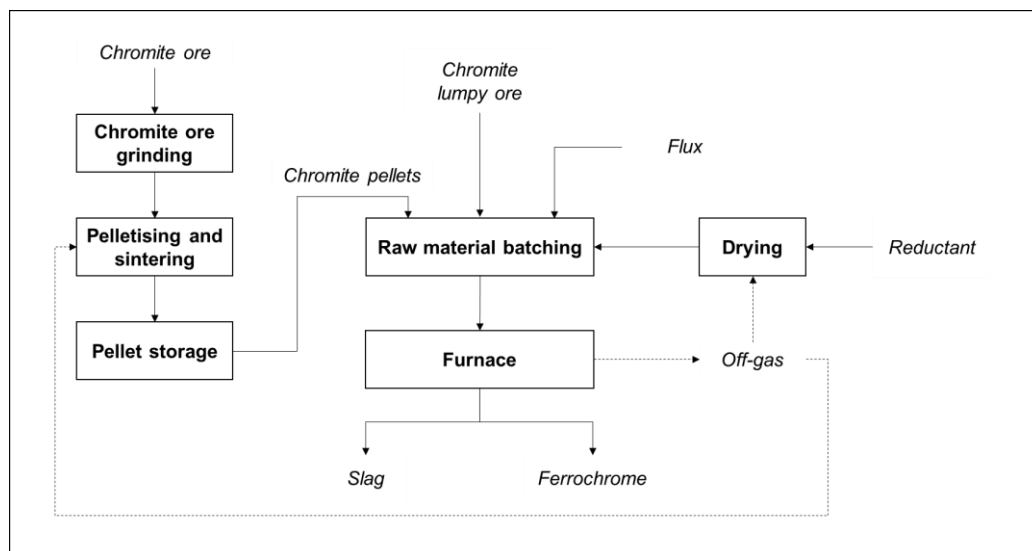 Chromite ore
Chromite
lumpy ore
Chromite ore
grinding
Flux
Chromite pellets
Pelletising and
sintering
Raw material batching
Drying
Reductant
Pellet storage
Furnace
Off-gas
Slag
Ferrochrome